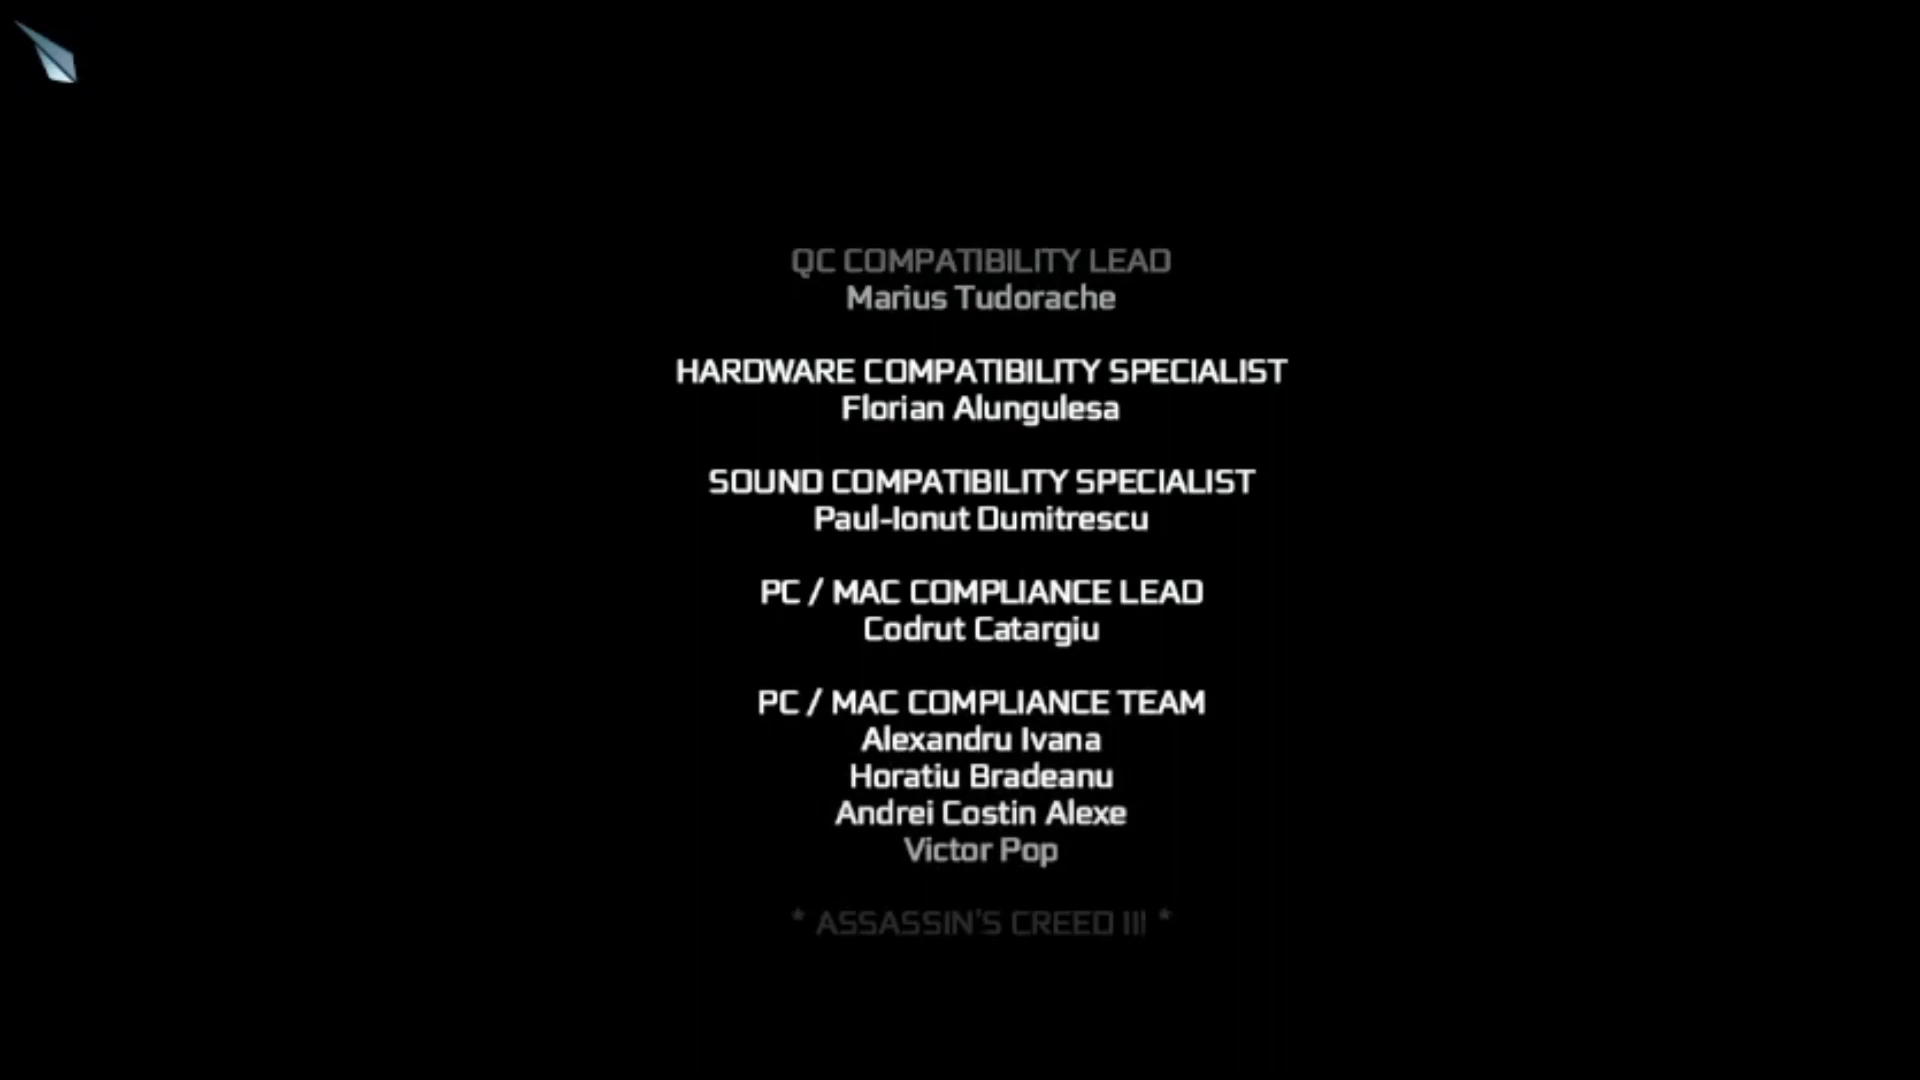 QC COMPATIBILITY LEAD
Marius Tudorache
HARDWARE COMPATIBILITY SPECIALIST
Florian Alungulesa
SOUND COMPATIBILITY SPECIALIST
Paul-Ionut Dumitrescu
PC / MAC COMPLIANCE LEAD
Codrut Catargiu
PC / MAC COMPLIANCE TEAM
Alexandru Ivana
Horatiu Bradeanu
Andrei Costin Alexe
Victor Pop
* ASSASSIN'S CREED III *